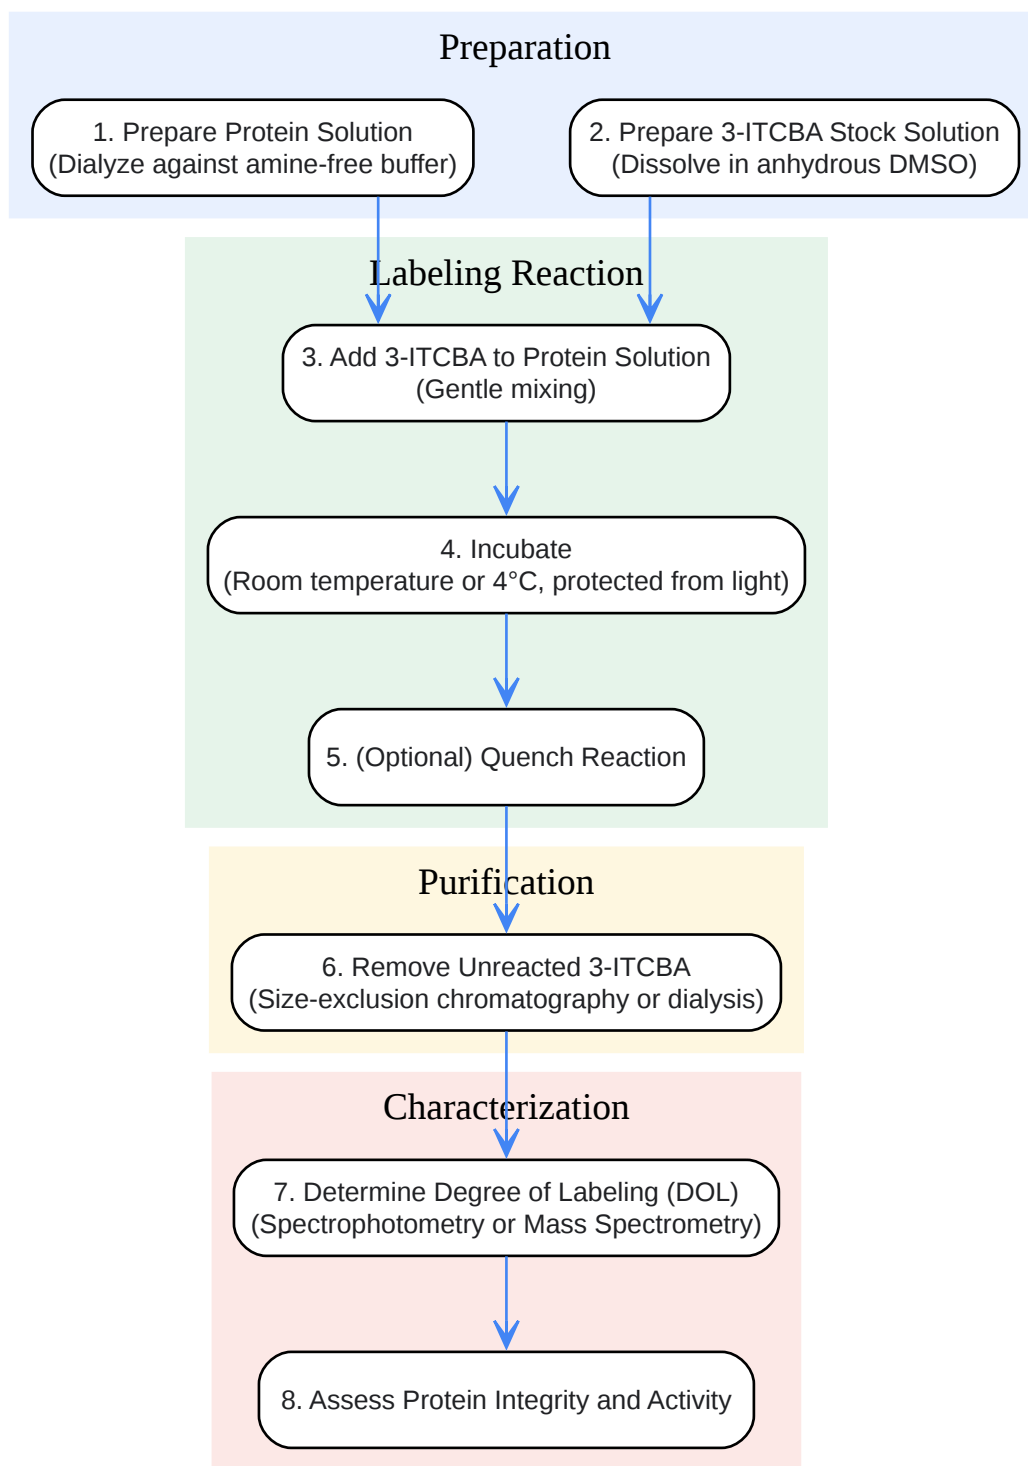 Preparation
1. Prepare Protein Solution
(Dialyze against amine-free buffer)
2. Prepare 3-ITCBA Stock Solution
(Dissolve in anhydrous DMSO)
Labeling Reaction
3. Add 3-ITCBA to Protein Solution
(Gentle mixing)
4. Incubate
(Room temperature or 4°C, protected from light)
5. (Optional) Quench Reaction
Purification
6. Remove Unreacted 3-ITCBA
(Size-exclusion chromatography or dialysis)
Characterization
7. Determine Degree of Labeling (DOL)
(Spectrophotometry or Mass Spectrometry)
8. Assess Protein Integrity and Activity